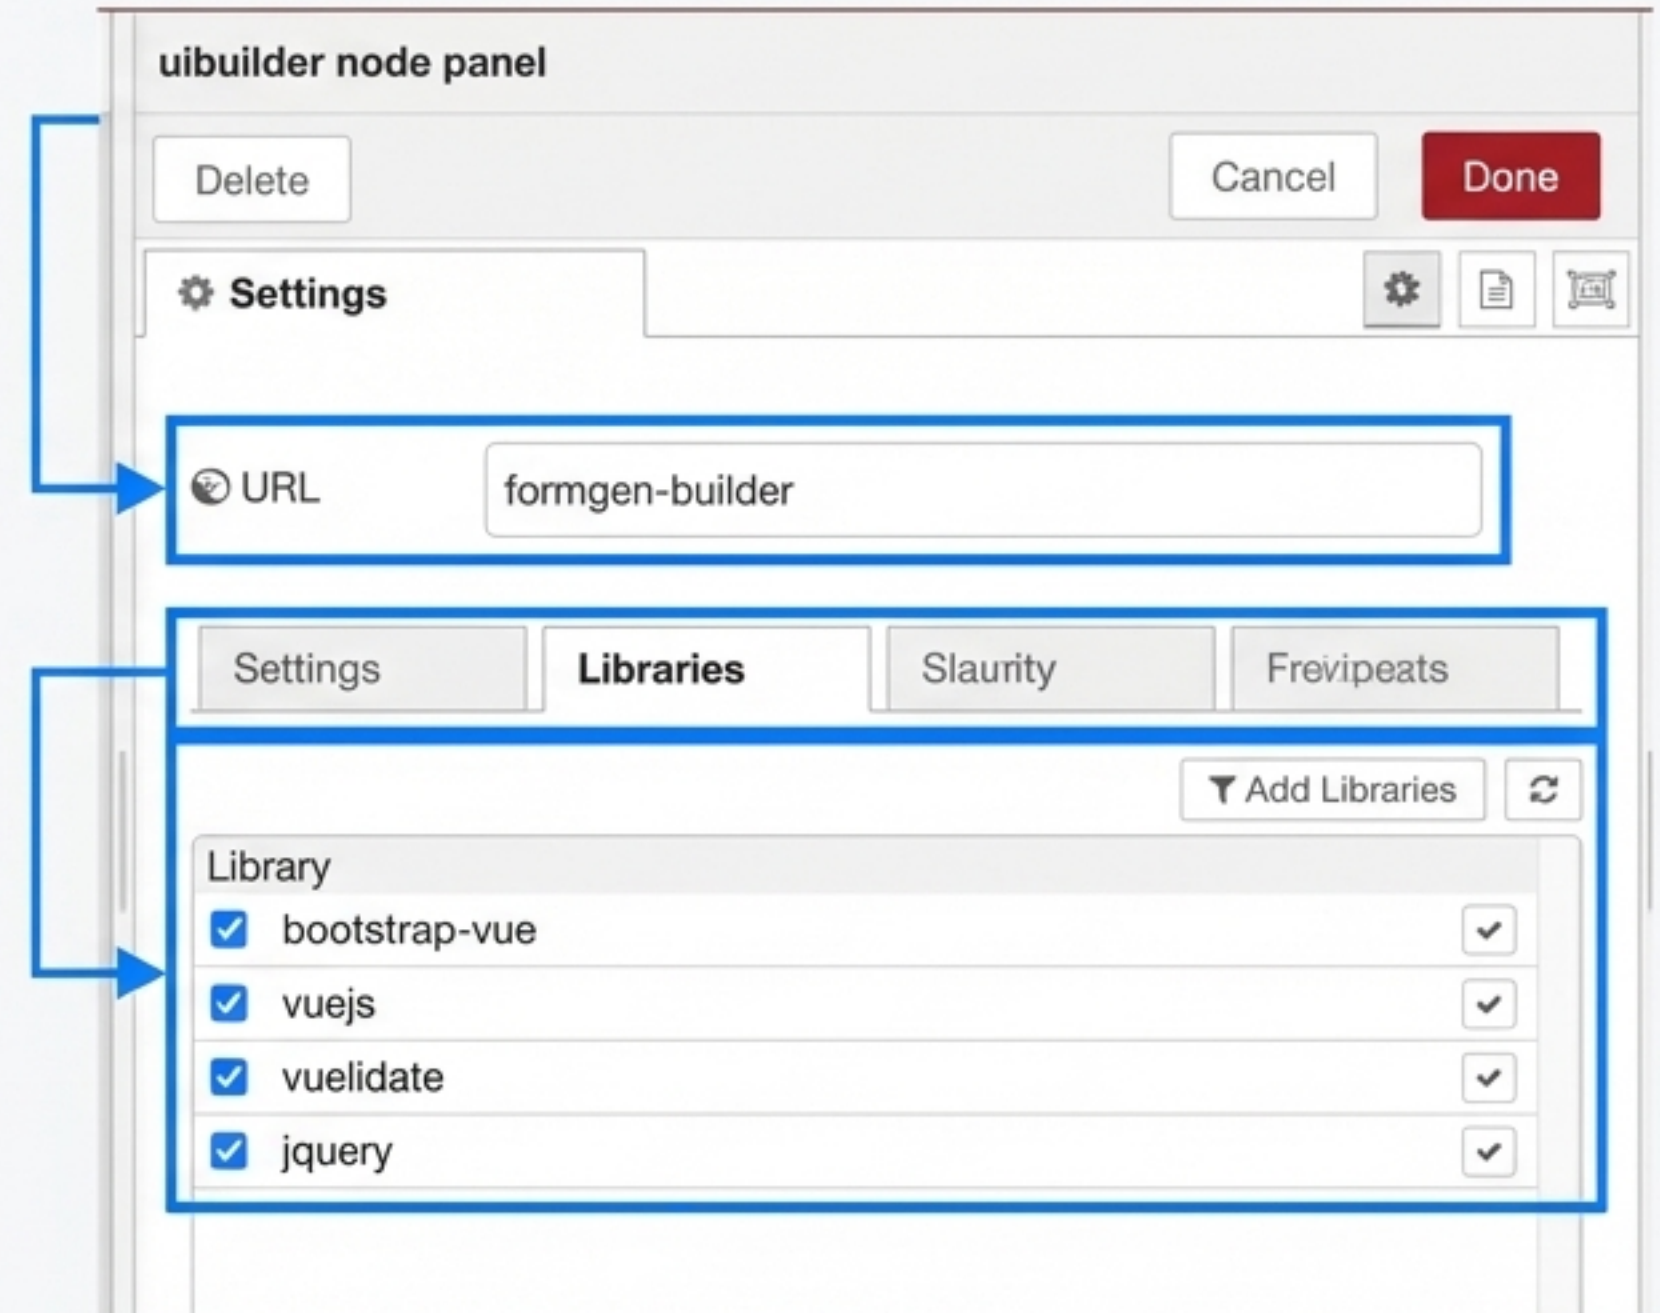 uibuilder node panel
Delete Cancel Done
Settings
URL formgen-builder
Settings Libraries Slaurity Frevipeats
Add Libraries
Library
bootstrap-vue
vuejs
vuelidate
jquery